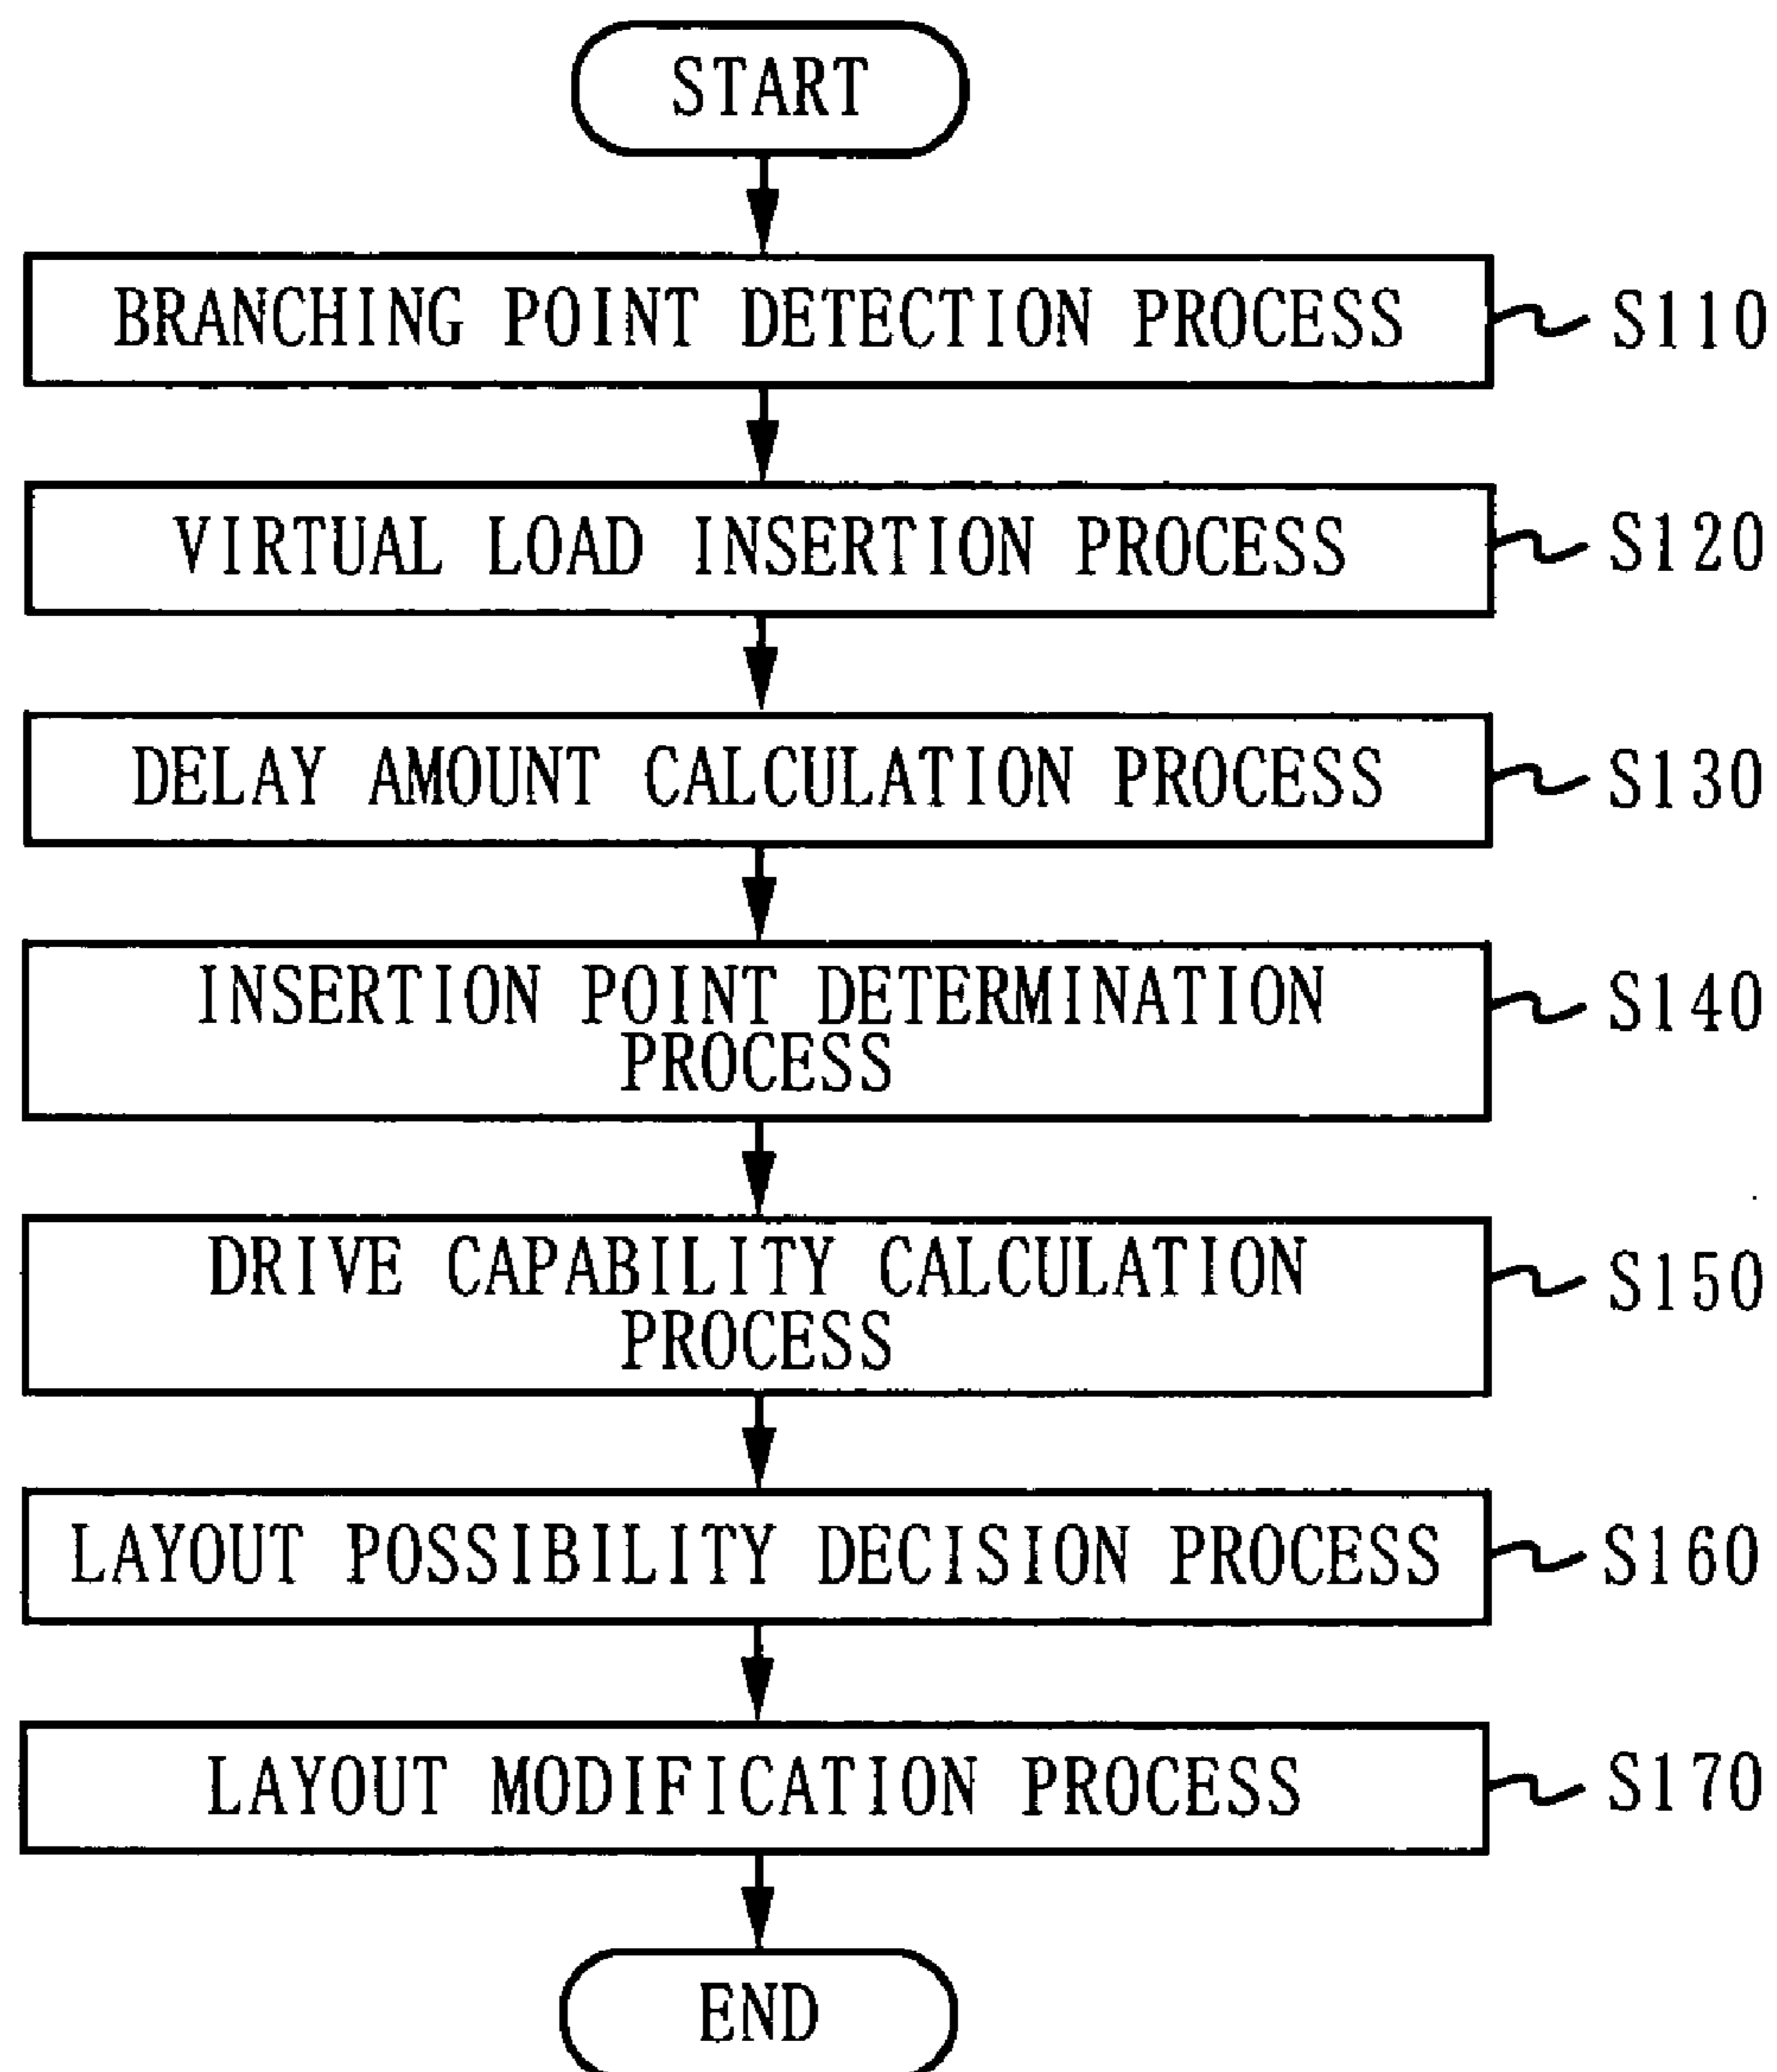 START
BRANCHING POINT DETECTION PROCESS
S110
VIRTUAL LOAD INSERTION PROCESS
S120
DELAY AMOUNT CALCULATION PROCESS
S130
INSERTION POINT DETERMINATION
PROCESS
S140
DRIVE CAPABILITY CALCULATION
PROCESS
S150
LAYOUT POSSIBILITY DECISION PROCESS
S160
LAYOUT MODIFICATION PROCESS
S170
END